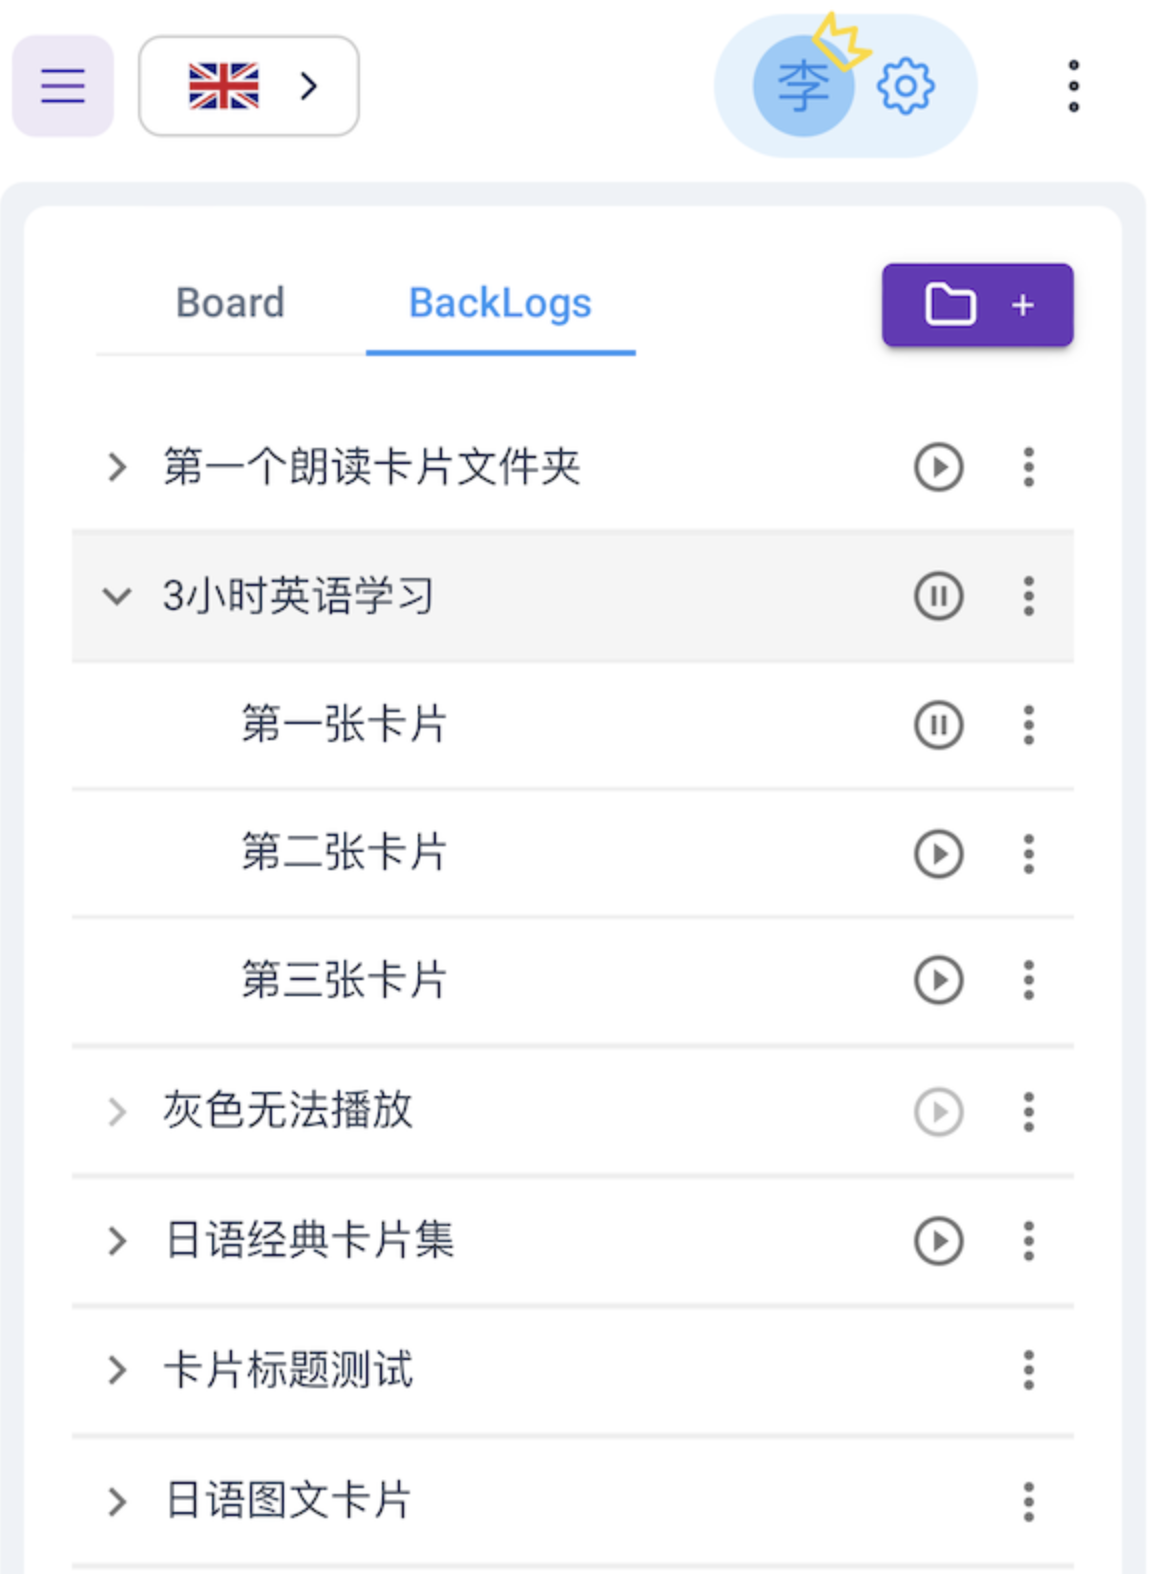 李
Board
BackLogs
+
第一个朗读卡片文件夹
3小时英语学习
第一张卡片
第二张卡片
第三张卡片
灰色无法播放
日语经典卡片集
卡片标题测试
日语图文卡片